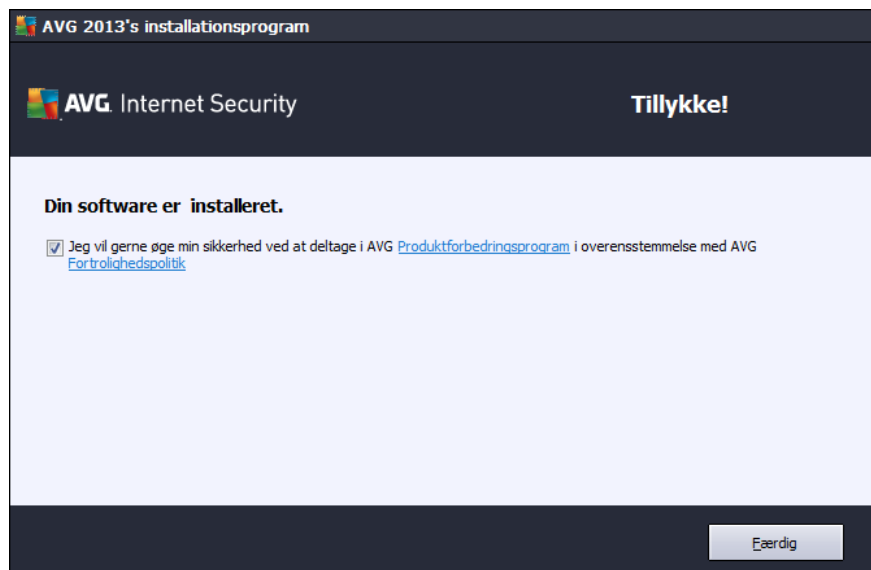 AVG 2013's installationsprogram
AVG. Internet Security
Tillykke!
Din software er installeret.
Jeg vil gerne øge min sikkerhed ved at deltage i AVG Produktforbedringsprogram i overensstemmelse med AVG
Fortrolighedspolitik
Færdig